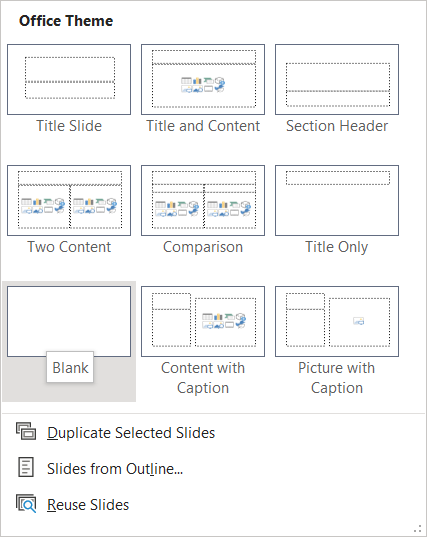 Office Theme
Title Slide
Title and Content
Section Header
Two Content
Comparison
Title Only
Blank
Content with
Caption
Picture with
Caption
Duplicate Selected Slides
Slides from Outline...
Reuse Slides